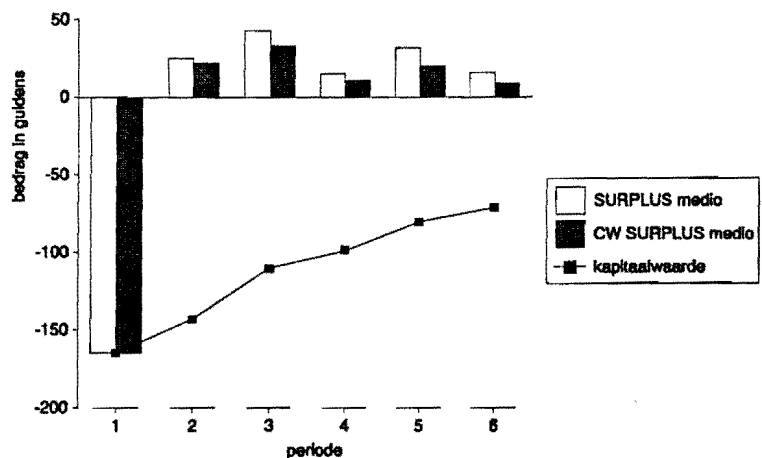 bedrag in guldens
50
0
-50
-100
-150
-200
1 2 3 4 5 6
periode
SURPLUS medio
CW SURPLUS medio
kapitaalwaarde